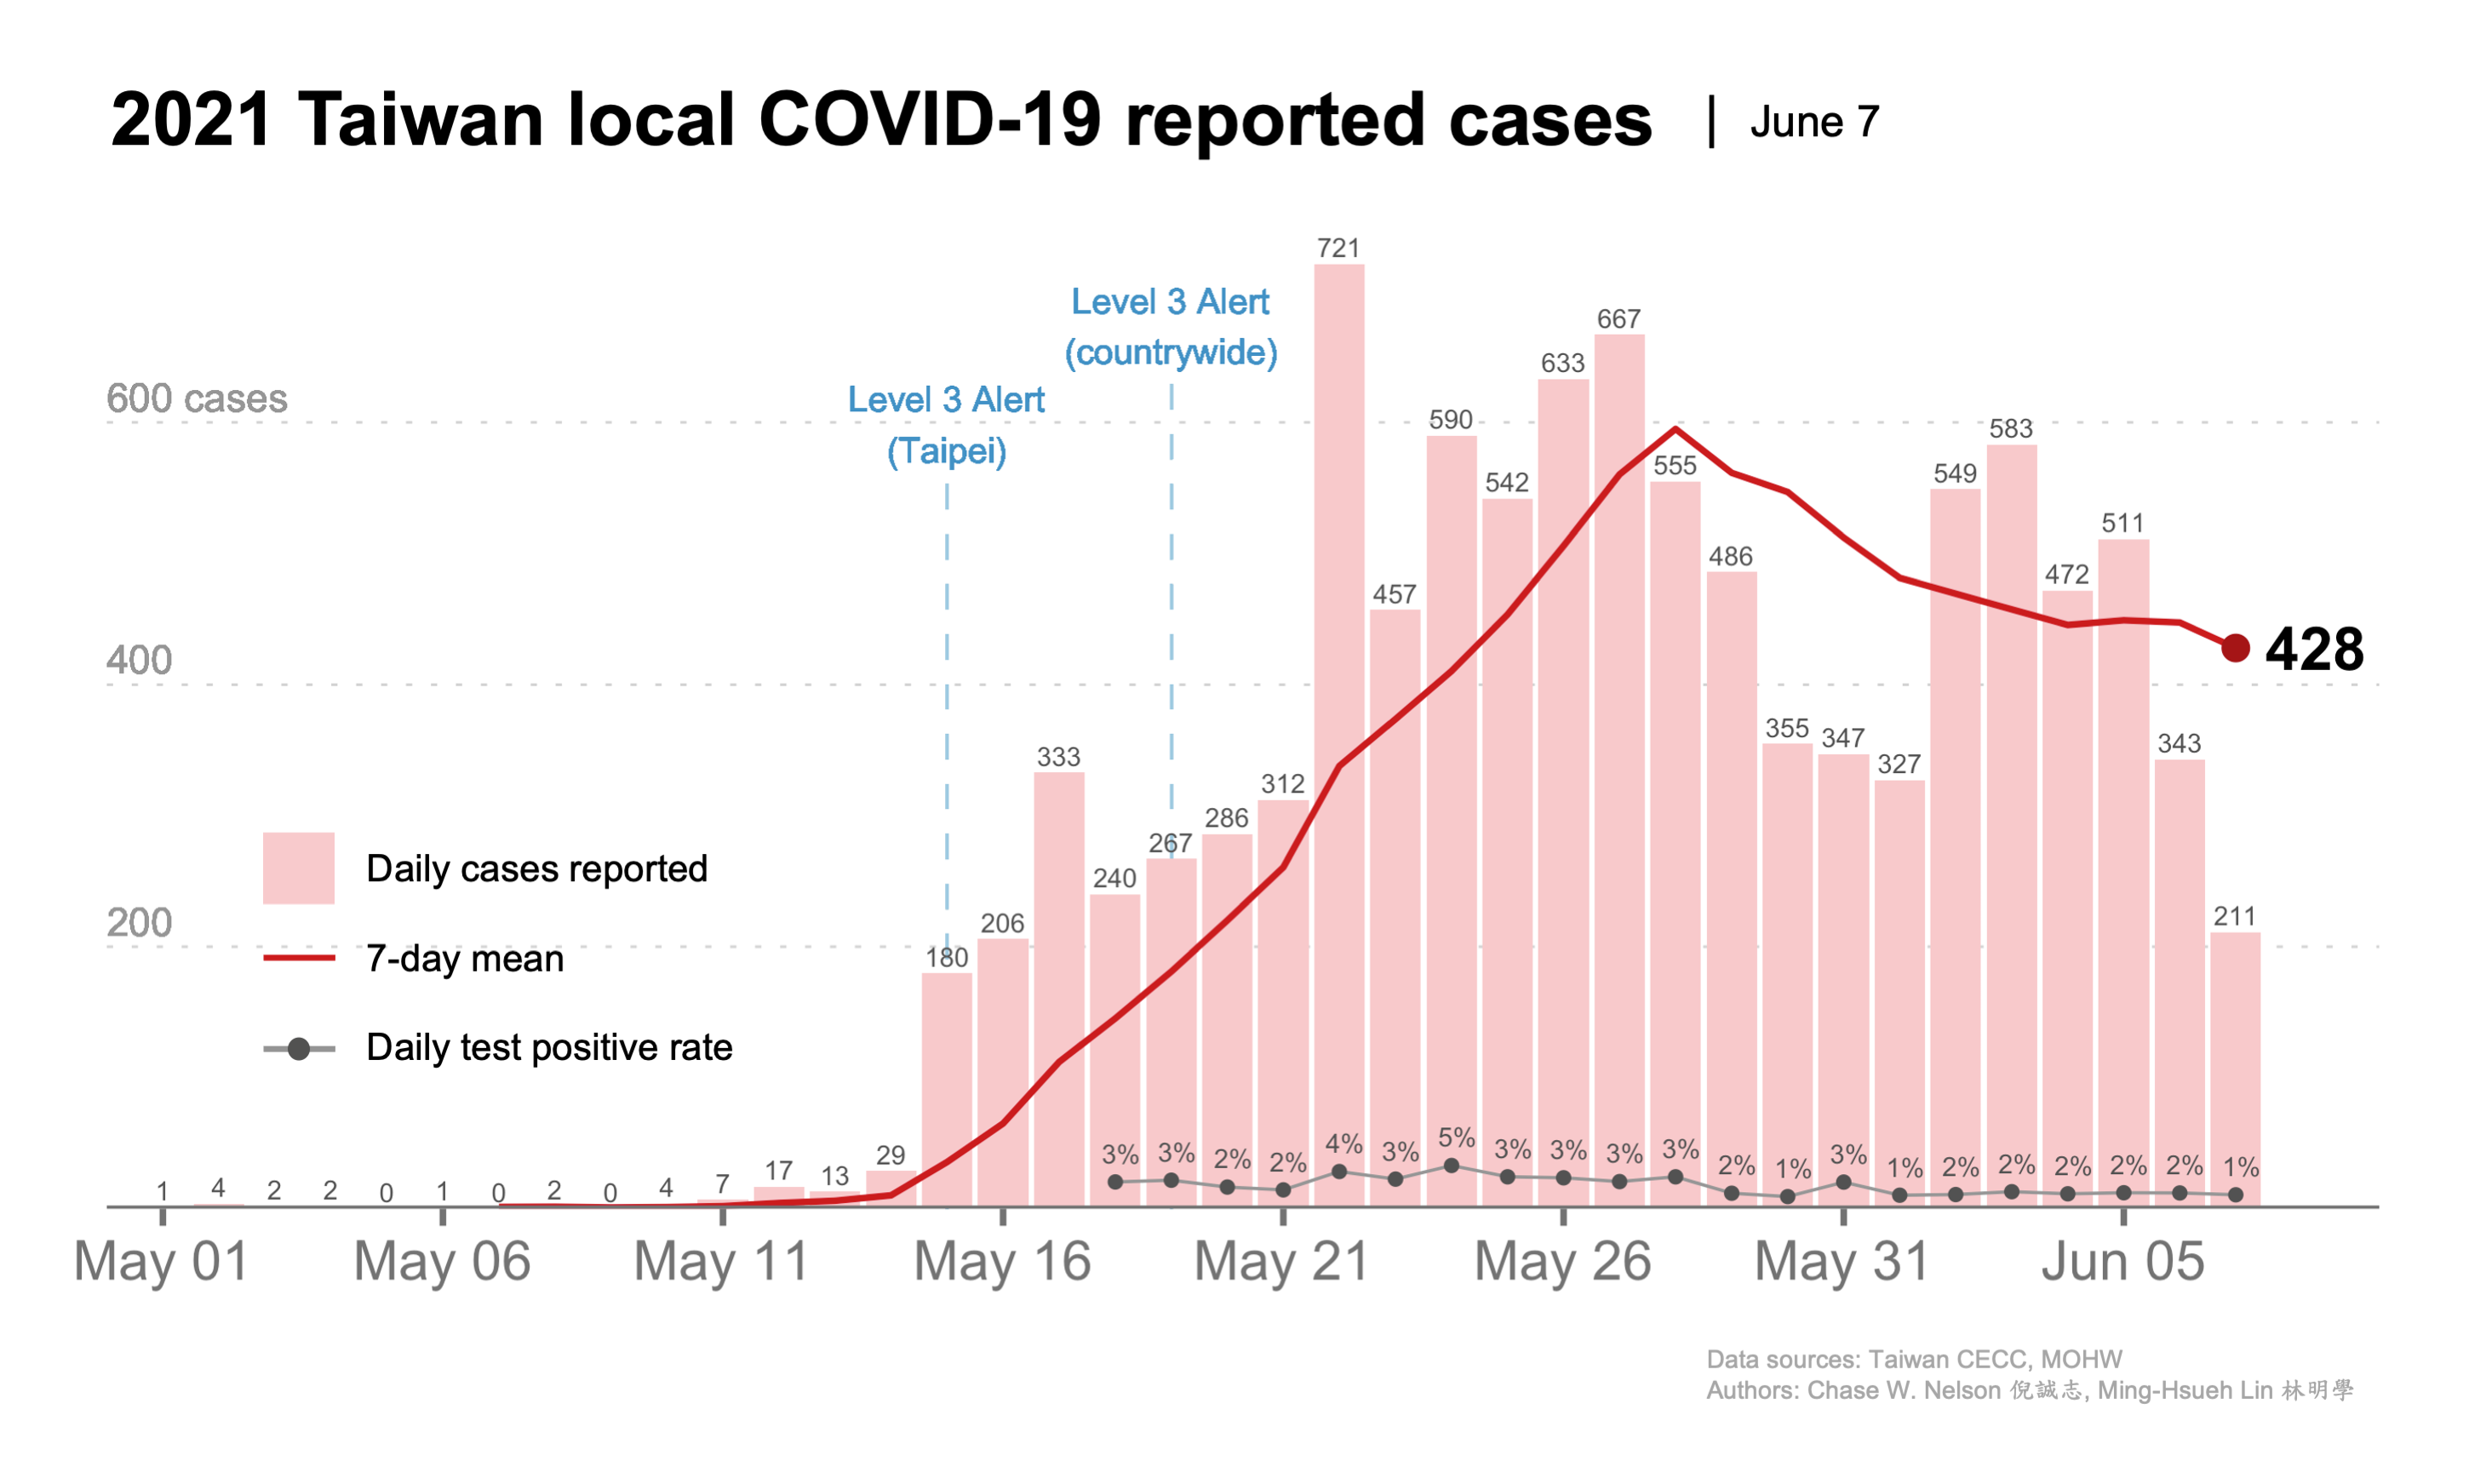 2021 Taiwan local COVID-19 reported cases | June 7
721
Level 3 Alert
(countrywide)
667
633
600 cases
Level 3 Alert
(Taipei)
590
583
555
549
542
511
486
472
457
428
400
355
347
343
333
327
312
286
267
240
211
206
200
180
Daily cases reported
7-day mean
Daily test positive rate
1 4 2 2 0 1 0 2 0 4 7 17 13 29
3% 3% 2% 2% 4% 3% 5% 3% 3% 3% 3% 2% 1% 3% 1% 2% 2% 2% 2% 2% 1%
May 01 May 06 May 11 May 16 May 21 May 26 May 31 Jun 05
Data sources: Taiwan CECC, MOHW
Authors: Chase W. Nelson 倪誠志, Ming-Hsueh Lin 林明學